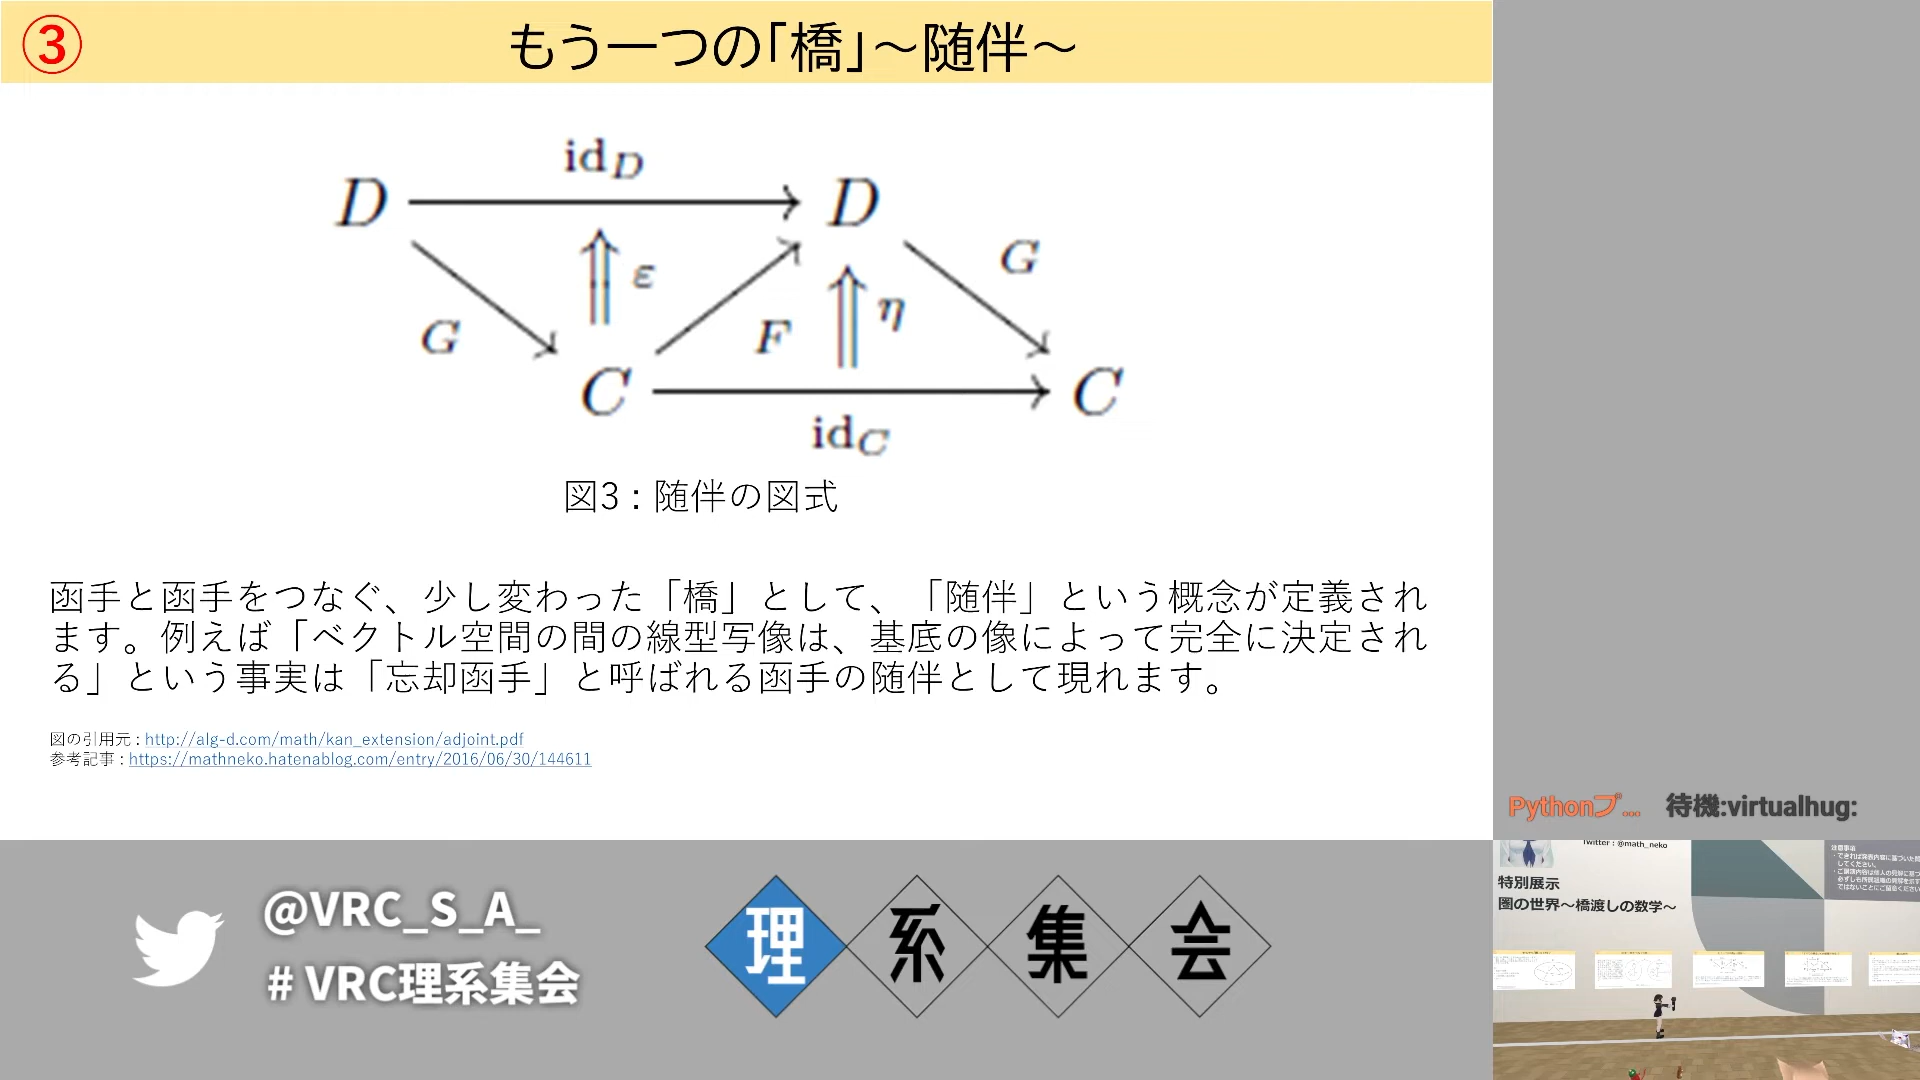 ③
もう一つの「橋」～随伴～
id_D
D
D
G
ε
G
F
η
C
C
id_C
図3 : 随伴の図式
函手と函手をつなぐ、少し変わった「橋」として、「随伴」という概念が定義され
ます。例えば「ベクトル空間の間の線型写像は、基底の像によって完全に決定され
る」という事実は「忘却函手」と呼ばれる函手の随伴として現れます。
図の引用元 : http://alg-d.com/math/kan_extension/adjoint.pdf
参考記事 : https://mathneko.hatenablog.com/entry/2016/06/30/144611
Pythonプ... 待機:virtualhug:
Twitter : @math_neko
特別展示
圏の世界～橋渡しの数学～
注意事項
@VRC_S_A_
# VRC理系集会
理系集会